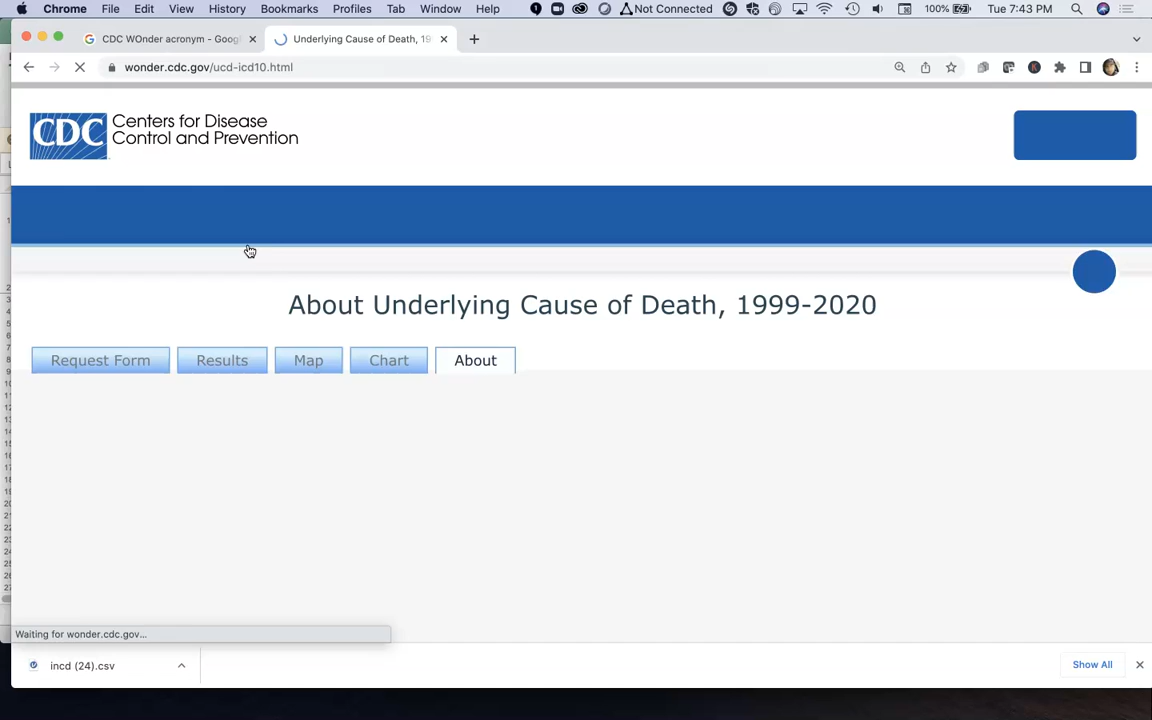 Chrome File Edit View History Bookmarks Profiles Tab Window Help Not Connected 100% Tue 7:43 PM
CDC WOnder acronym - Goog
Underlying Cause of Death, 19
wonder.cdc.gov/ucd-icd10.html
CDC
Centers for Disease
Control and Prevention
About Underlying Cause of Death, 1999-2020
Request Form Results Map Chart About
Waiting for wonder.cdc.gov...
incd (24).csv
Show All